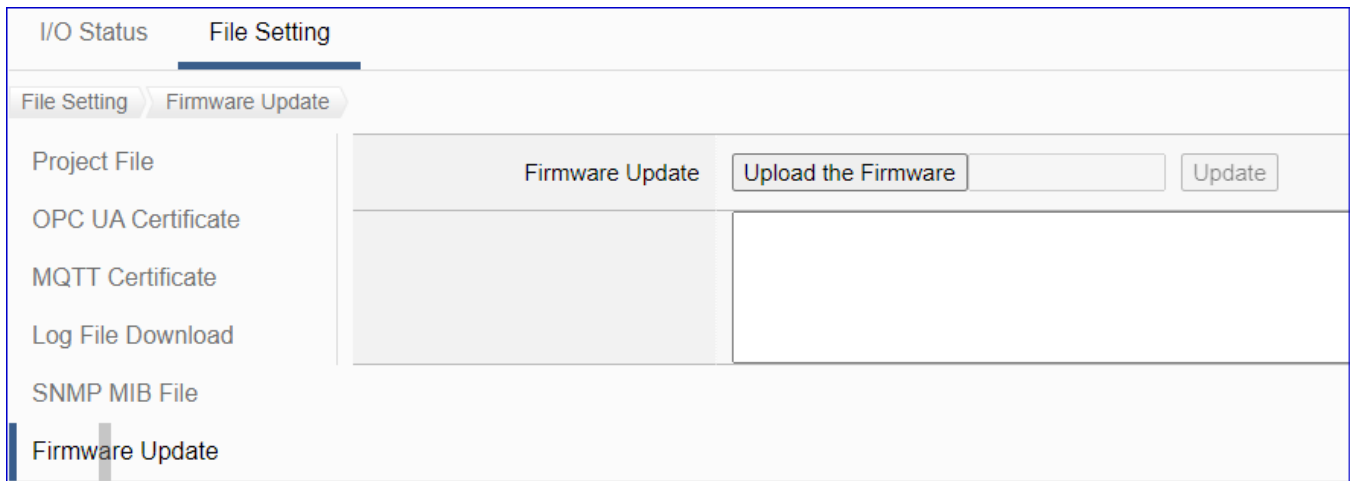 I/O Status File Setting
File Setting Firmware Update
Project File
OPC UA Certificate
MQTT Certificate
Log File Download
SNMP MIB File
Firmware Update
Firmware Update Upload the Firmware Update